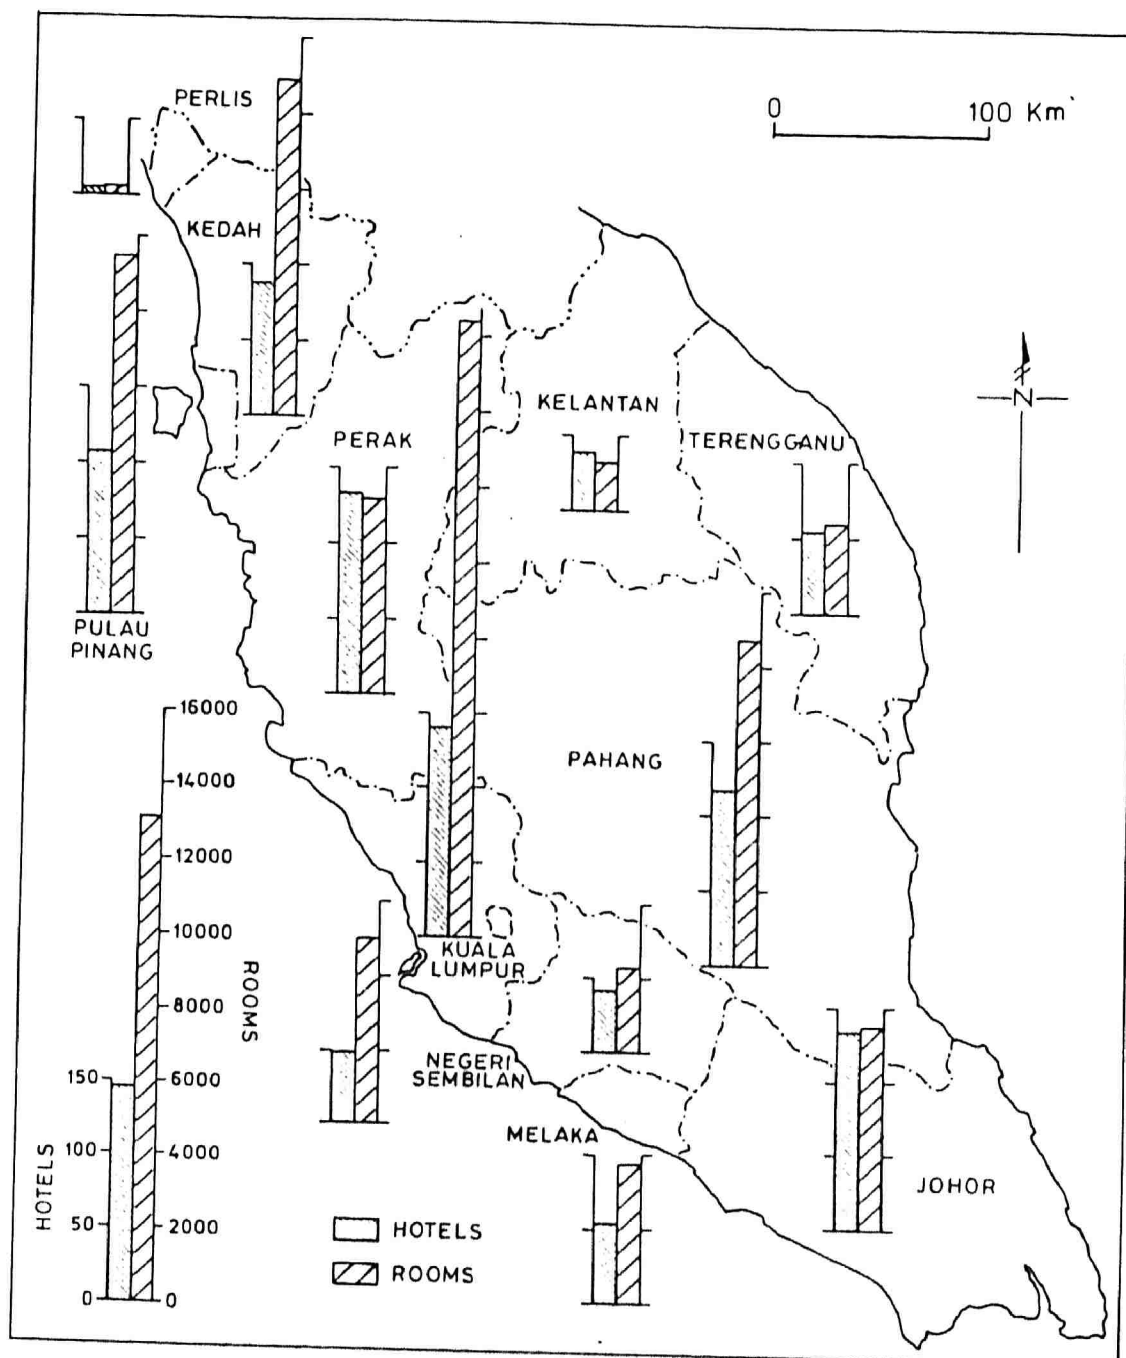 PERLIS
0 100 Km
KEDAH
KELANTAN
PERAK
TERENGGANU
N
PULAU
PINANG
PAHANG
KUALA
LUMPUR
NEGERI
SEMBILAN
MELAKA
JOHOR
16000
14000
12000
10000
8000
6000
4000
2000
0
ROOMS
150
100
50
0
HOTELS
HOTELS
ROOMS